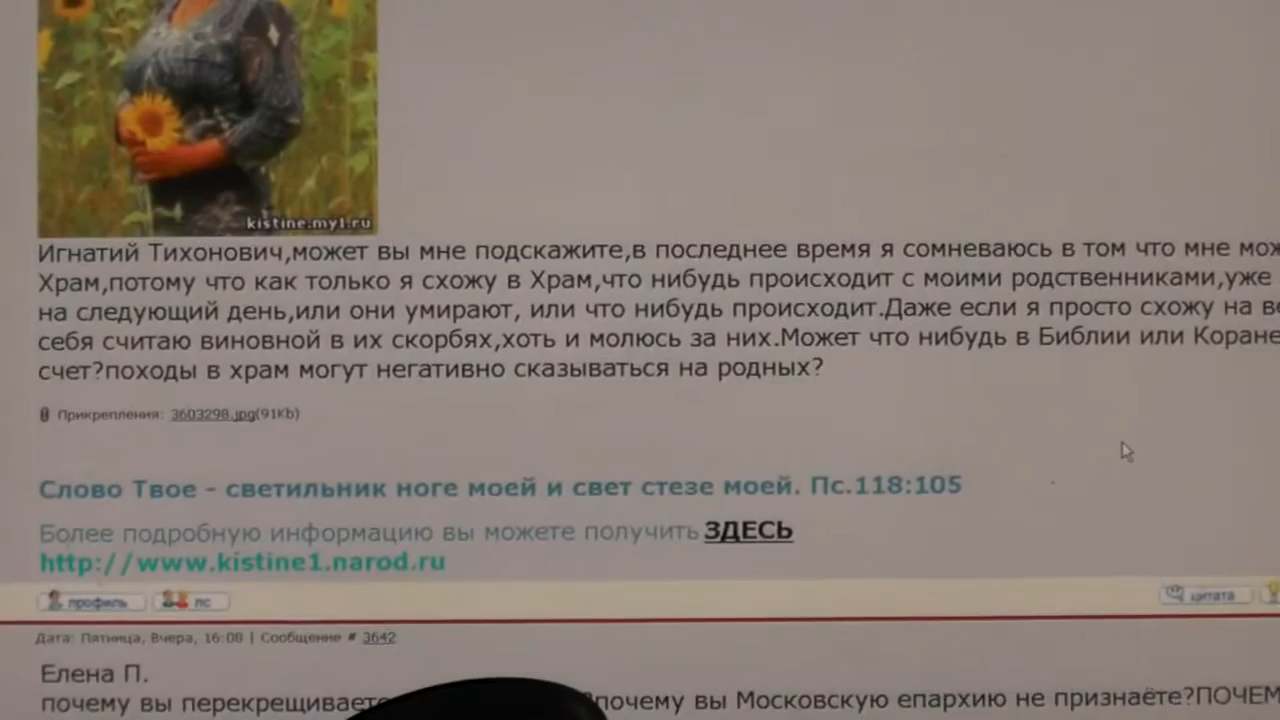 kistine.my1.ru
Игнатий Тихонович,может вы мне подскажите,в последнее время я сомневаюсь в том что мне
Храм,потому что как только я схожу в Храм,что нибудь происходит с моими родственниками,уже
на следующий день,или они умирают, или что нибудь происходит.Даже если я просто схожу на
себя считаю виновной в их скорбях,хоть и молюсь за них.Может что нибудь в Библии или Коране
счет?походы в храм могут негативно сказываться на родных?
Прикрепления: 3603298.jpg(91Kb)
Слово Твое - светильник ноге моей и свет стезе моей. Пс.118:105
Более подробную информацию вы можете получить ЗДЕСЬ
http://www.kistine1.narod.ru
профиль лс цитата
Дата: Пятница, Вчера, 16:08 | Сообщение # 3642
Елена П.
почему вы почему вы Московскую епархию не признаёте?